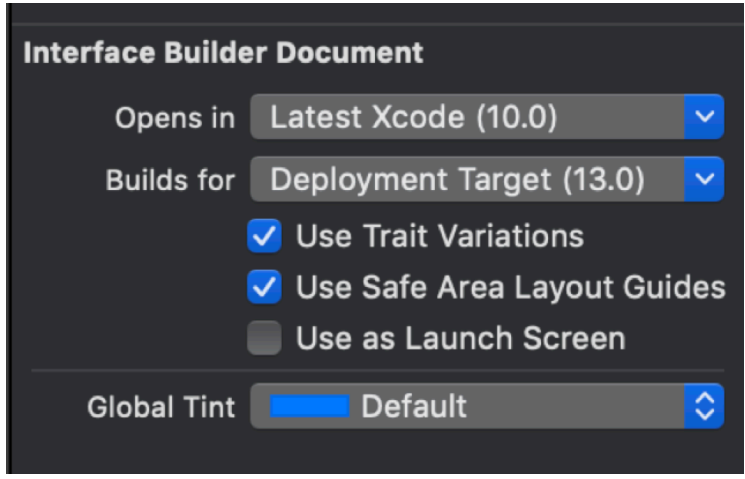 Interface Builder Document
Opens in Latest Xcode (10.0)
Builds for Deployment Target (13.0)
Use Trait Variations
Use Safe Area Layout Guides
Use as Launch Screen
Global Tint Default